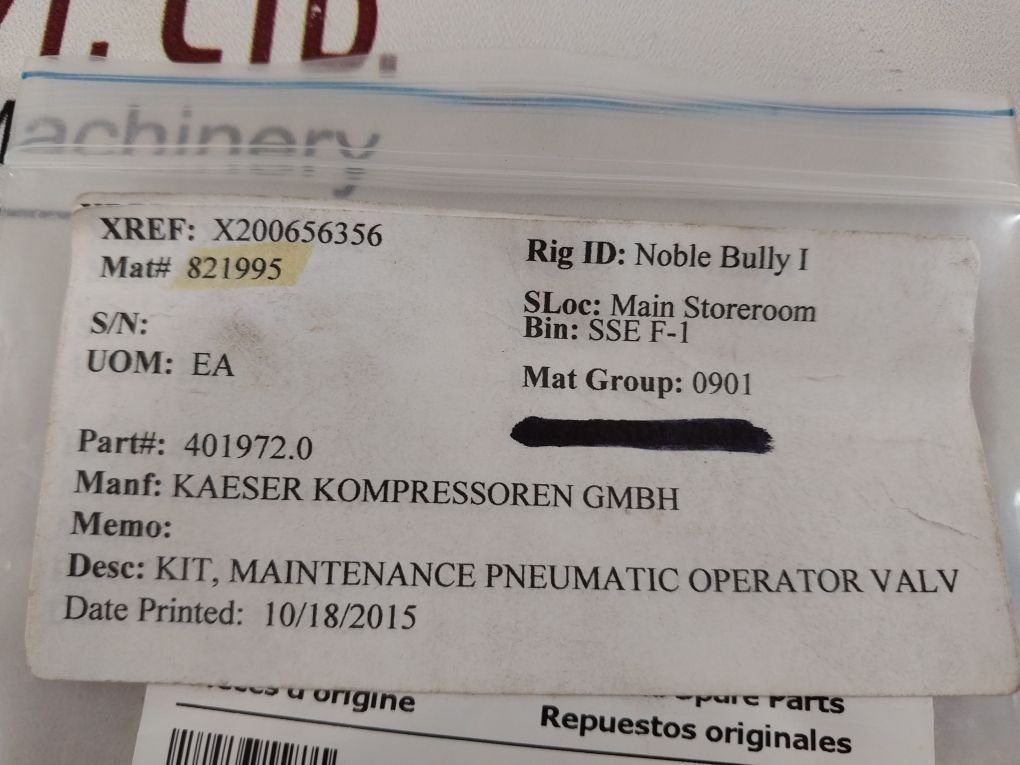 LTD.
Machinery
XREF: X200656356
Mat# 821995
S/N:
UOM: EA
Rig ID: Noble Bully I
SLoc: Main Storeroom
Bin: SSE F-1
Mat Group: 0901
Part#: 401972.0
Manf: KAESER KOMPRESSOREN GMBH
Memo:
Desc: KIT, MAINTENANCE PNEUMATIC OPERATOR VALV
Date Printed: 10/18/2015
d'origine
Spare Parts
Repuestos originales